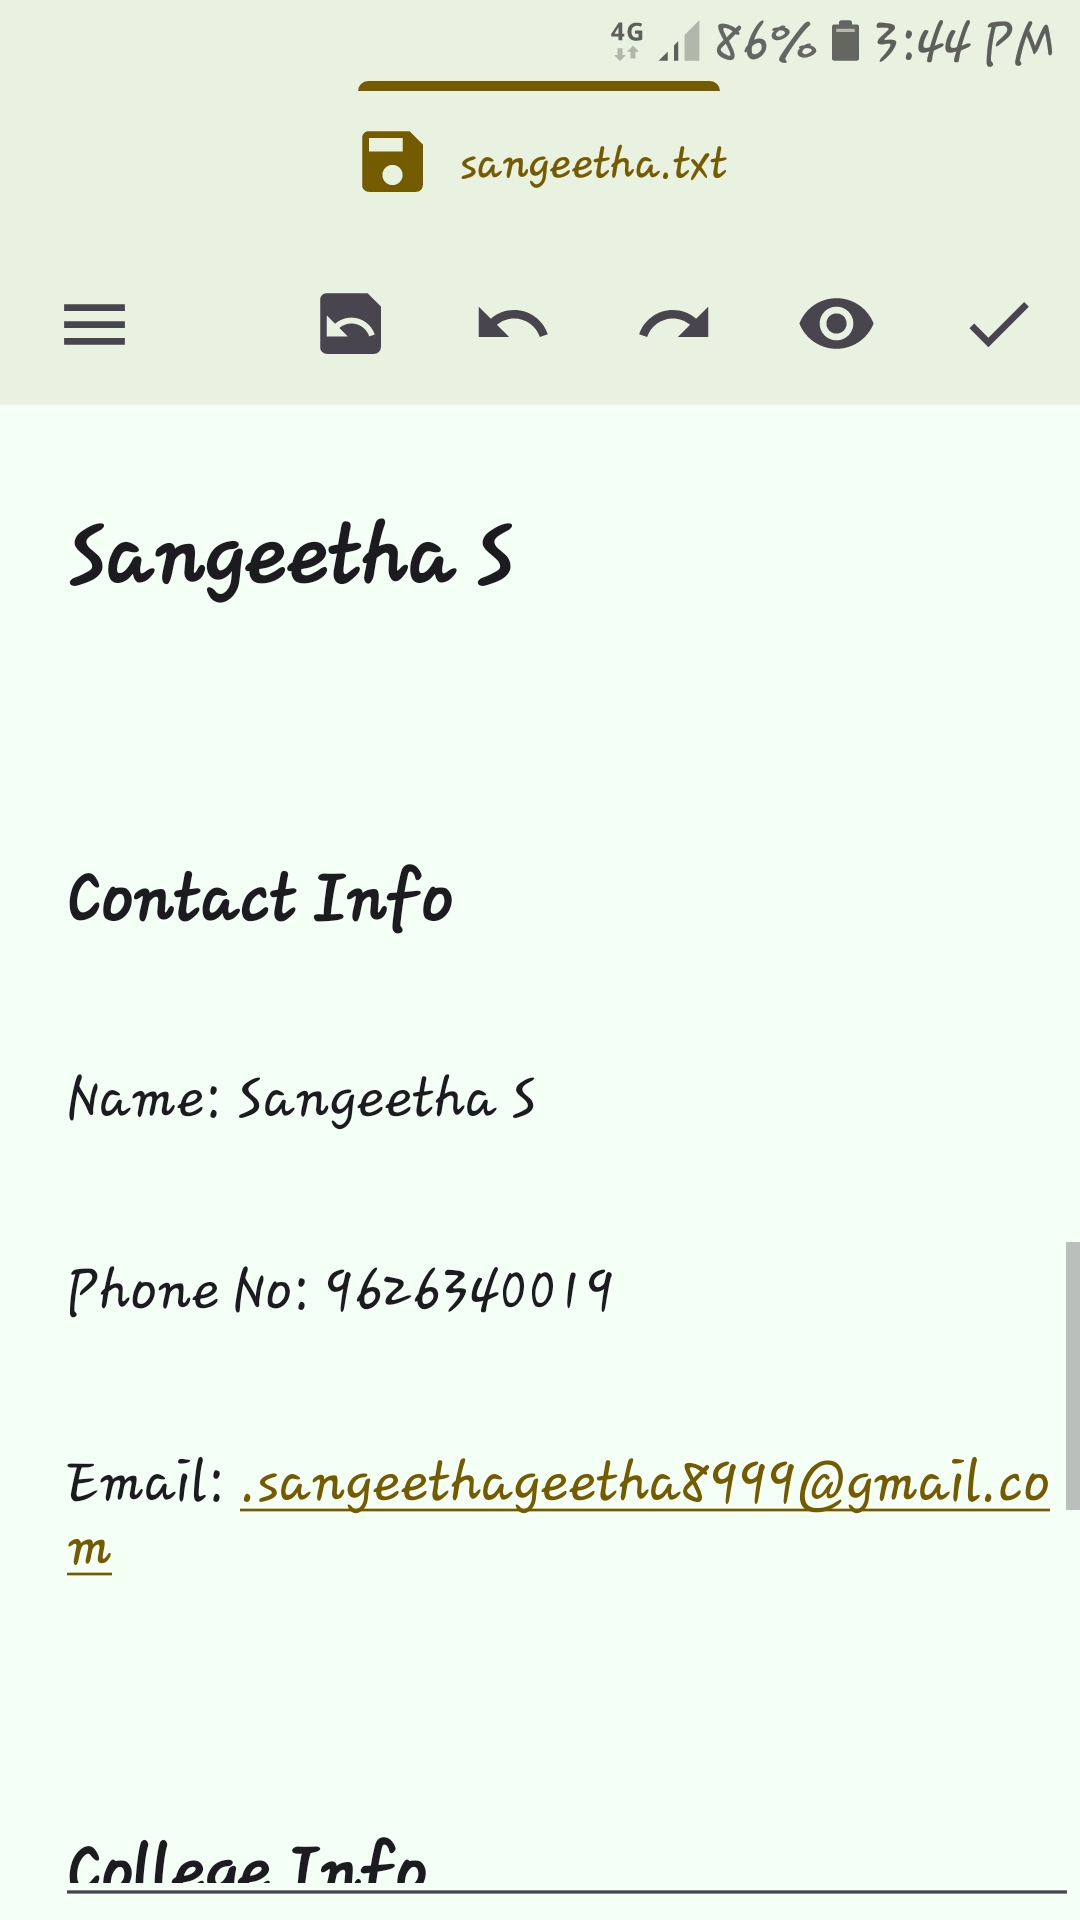 4G 86% 3:44 PM
sangeetha.txt
Sangeetha S
Contact Info
Name: Sangeetha S
Phone No: 9626340019
Email: .sangeethageetha8999@gmail.co
m
College Info